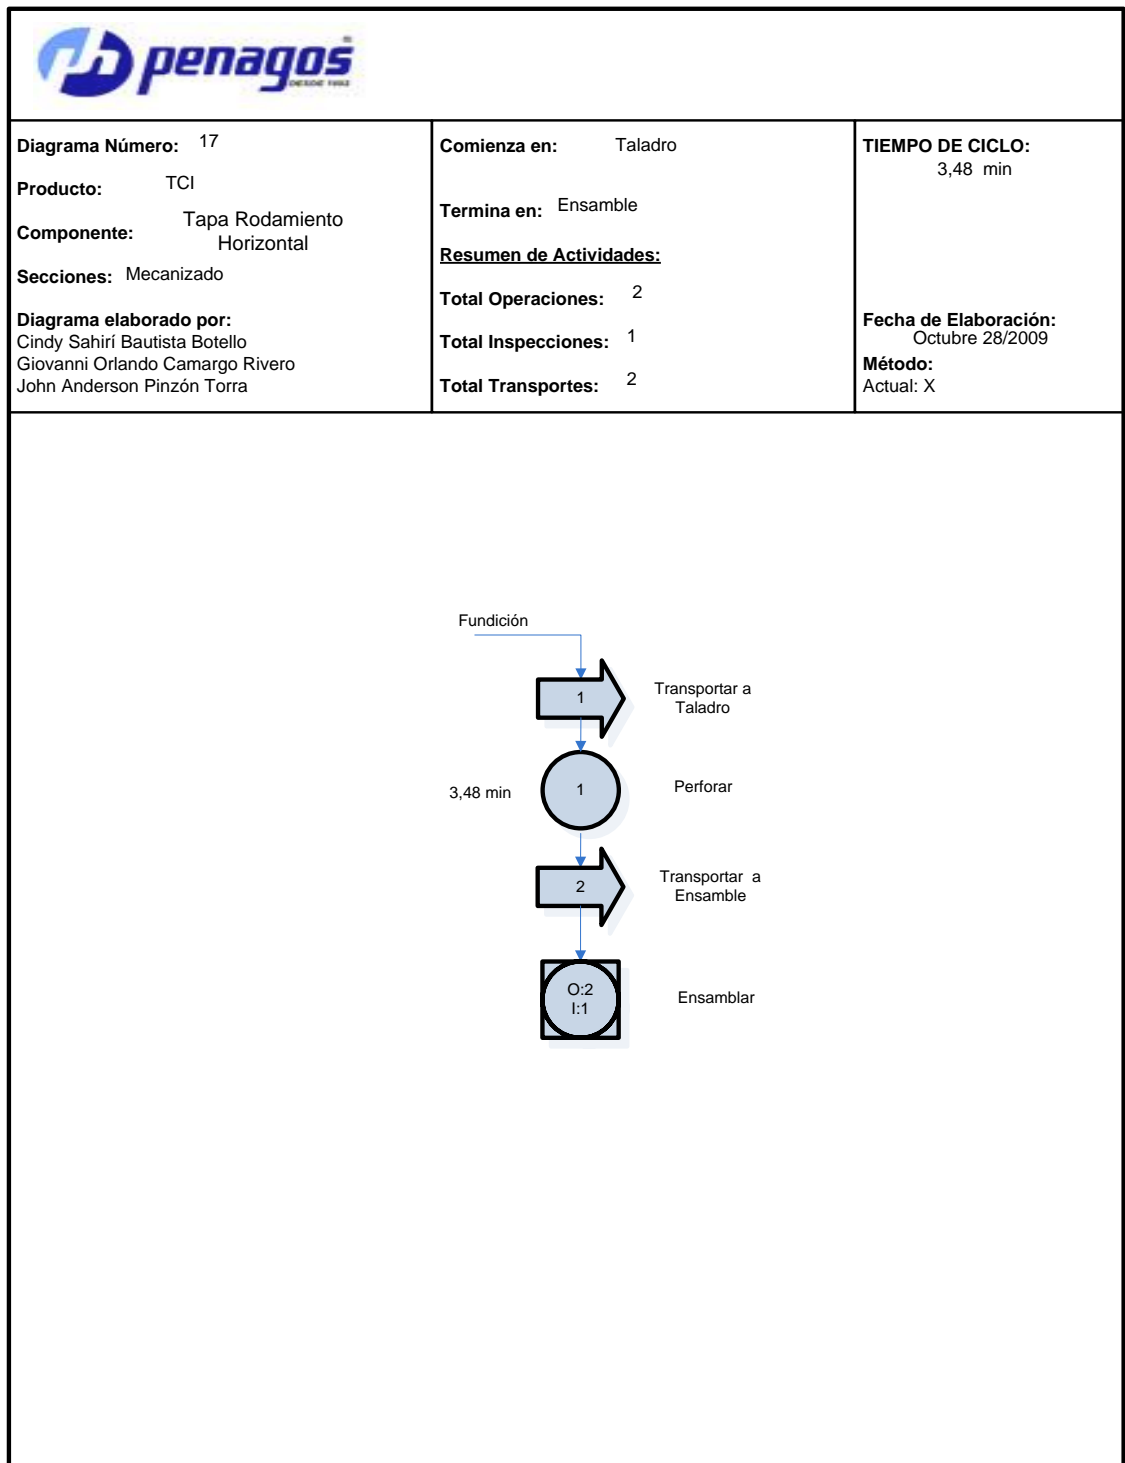 penagos
DESDE 1892
Diagrama Número: 17
Producto: TCI
Componente: Tapa Rodamiento
Horizontal
Secciones: Mecanizado
Diagrama elaborado por:
Cindy Sahirí Bautista Botello
Giovanni Orlando Camargo Rivero
John Anderson Pinzón Torra
Comienza en: Taladro
Termina en: Ensamble
Resumen de Actividades:
Total Operaciones: 2
Total Inspecciones: 1
Total Transportes: 2
TIEMPO DE CICLO:
3,48 min
Fecha de Elaboración:
Octubre 28/2009
Método:
Actual: X
Fundición
1
Transportar a
Taladro
3,48 min
1
Perforar
2
Transportar a
Ensamble
O:2
I:1
Ensamblar